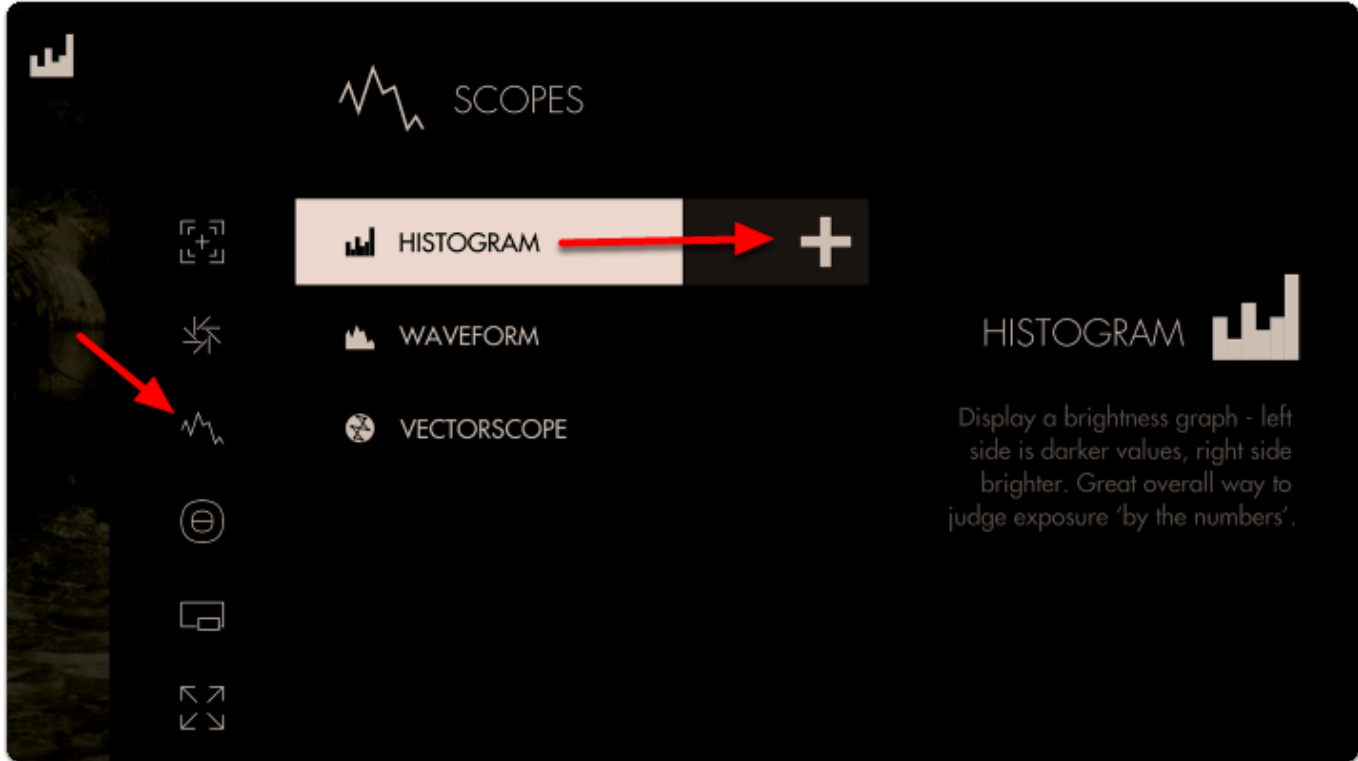 SCOPES
HISTOGRAM
WAVEFORM
VECTORSCOPE
HISTOGRAM
Display a brightness graph - left
side is darker values, right side
brighter. Great overall way to
judge exposure ‘by the numbers’.